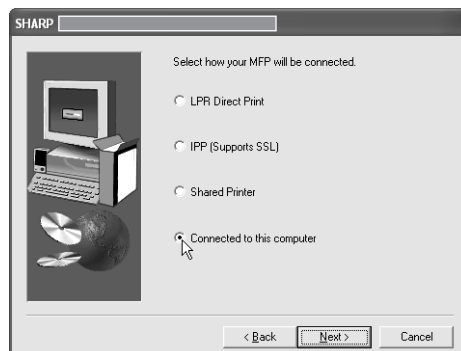 SHARP
Select how your MFP will be connected.
LPR Direct Print
IPP (Supports SSL)
Shared Printer
Connected to this computer
< Back Next > Cancel